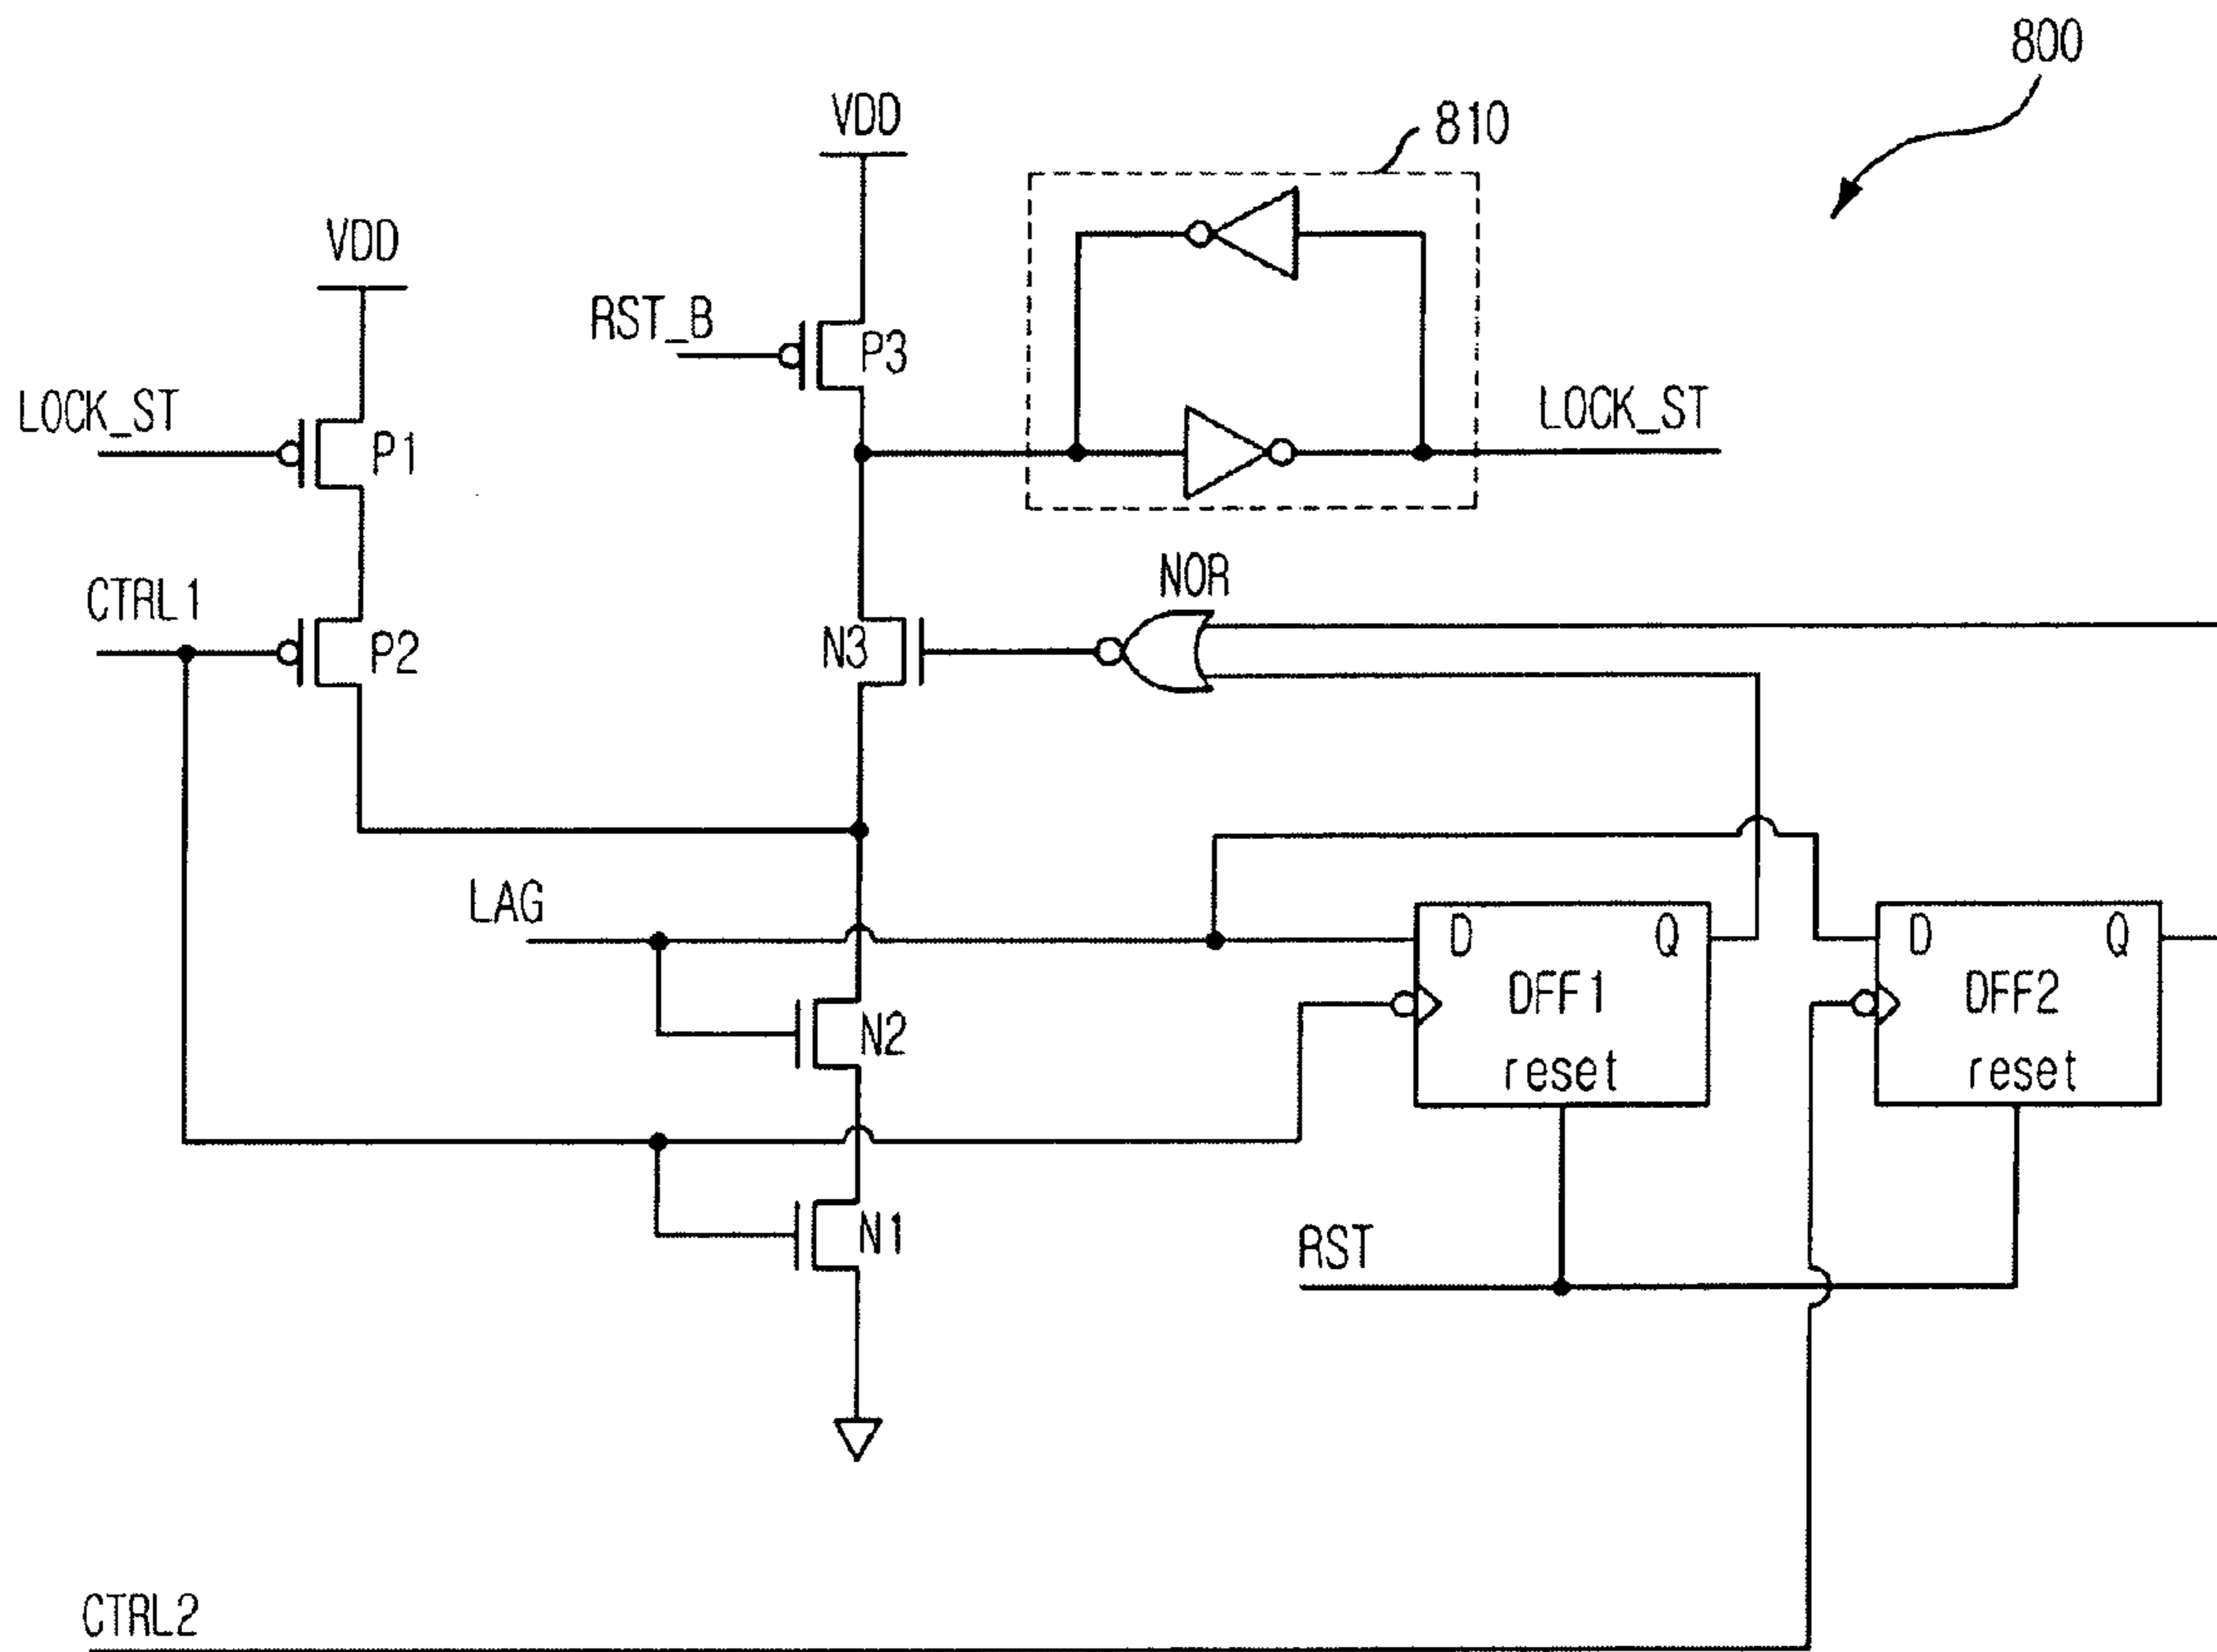 800
VDD
810
VDD
RST_B
P3
LOCK_ST
LOCK_ST
P1
NOR
CTRL1
P2
N3
LAG
D
Q
D
Q
DFF1
DFF2
N2
reset
reset
N1
RST
CTRL2